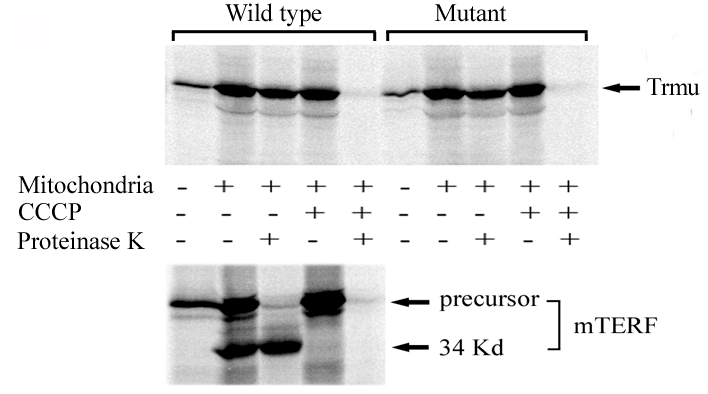 Wild type Mutant
Trmu
Mitochondria - + + + + - + + + +
CCCP - - - + + - - - + +
Proteinase K - - + - + - - + - +
precursor
mTERF
34 Kd